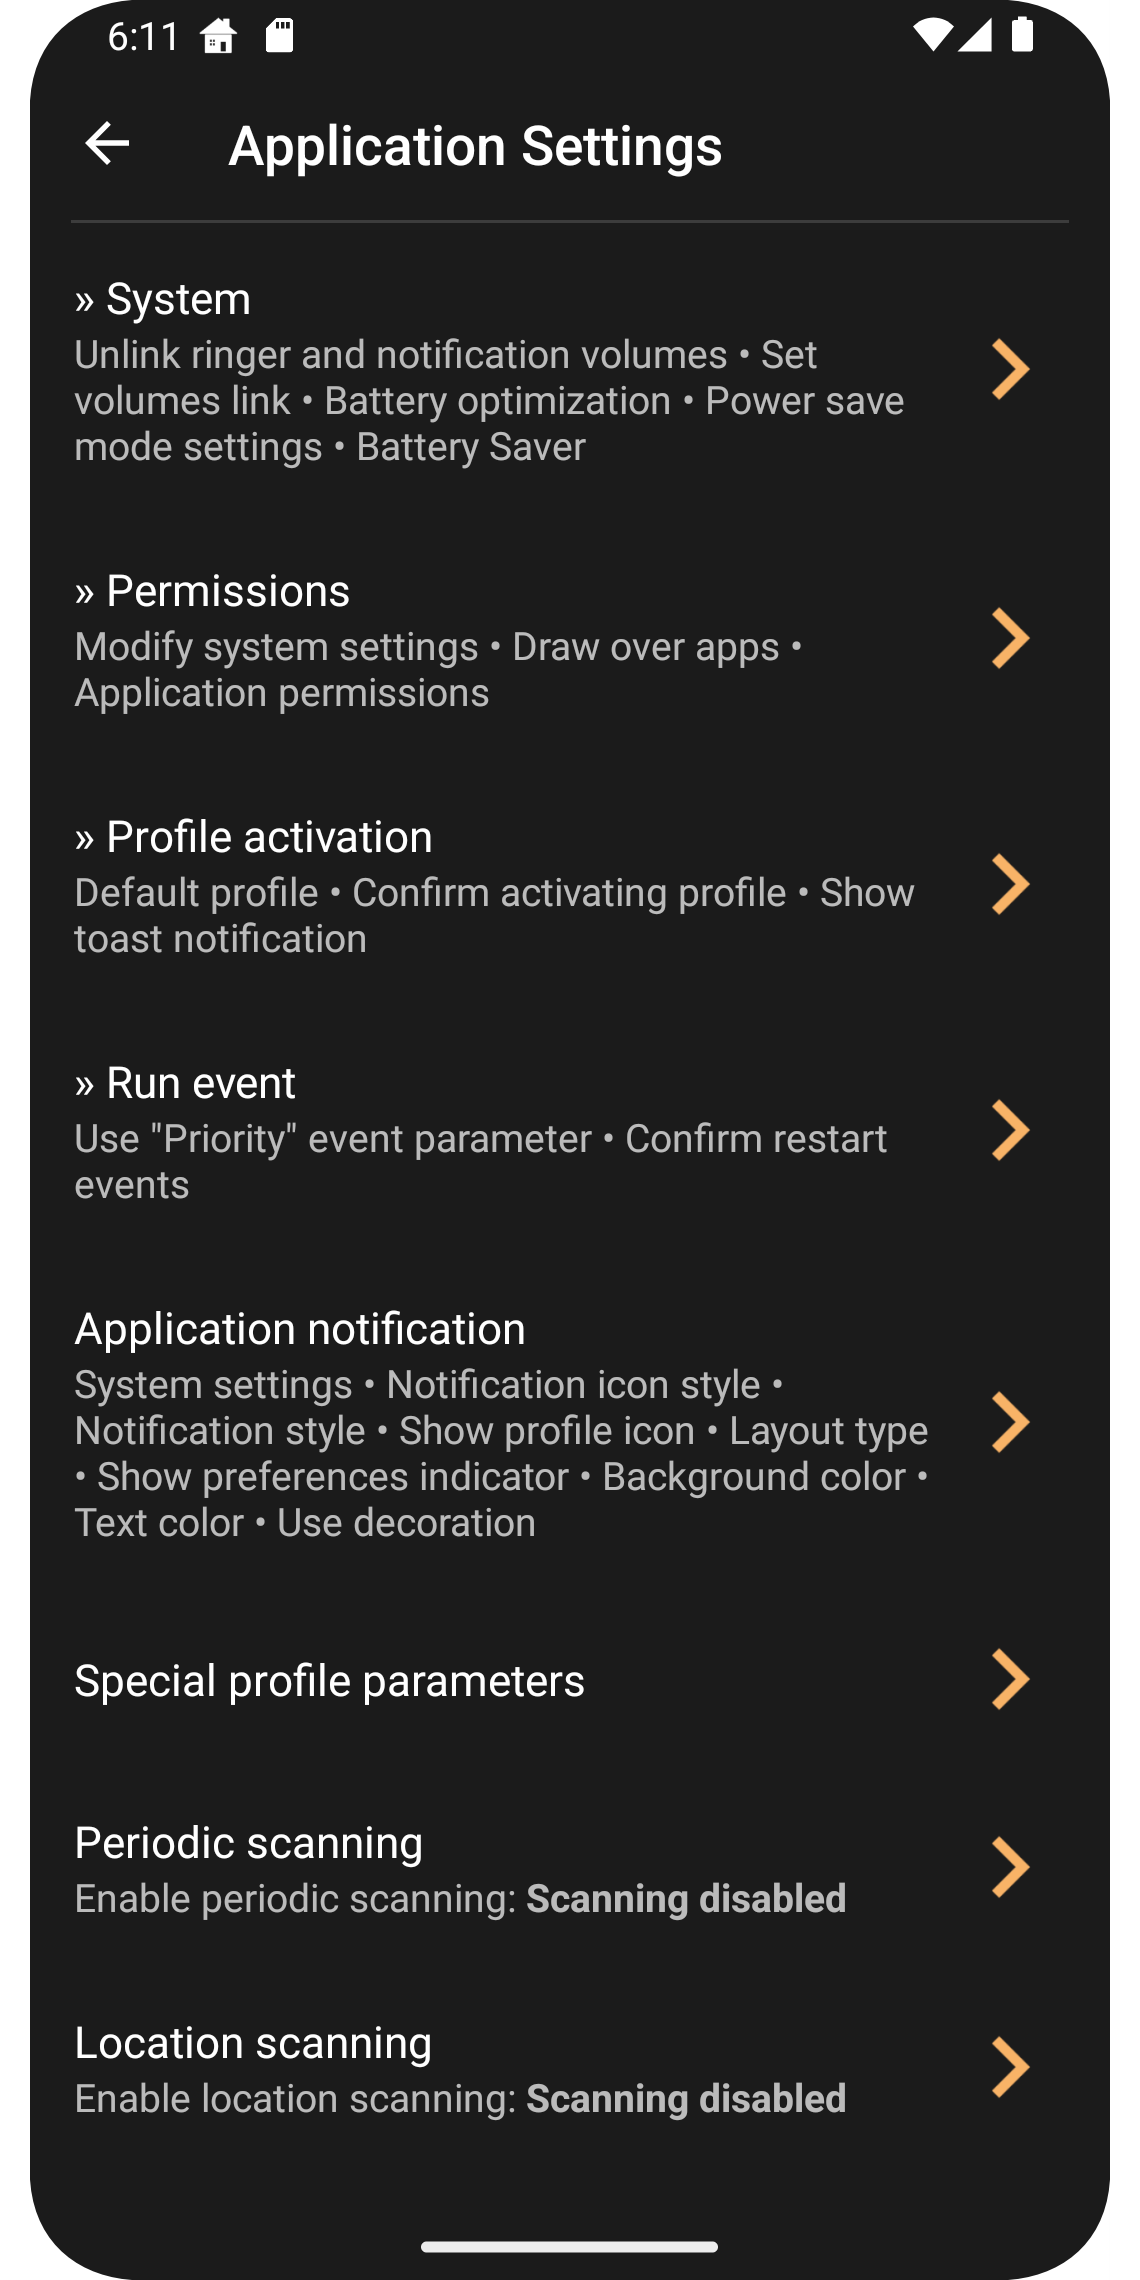 6:11
Application Settings
» System
Unlink ringer and notification volumes • Set
volumes link • Battery optimization • Power save
mode settings • Battery Saver
» Permissions
Modify system settings • Draw over apps •
Application permissions
» Profile activation
Default profile • Confirm activating profile • Show
toast notification
» Run event
Use "Priority" event parameter • Confirm restart
events
Application notification
System settings • Notification icon style •
Notification style • Show profile icon • Layout type
• Show preferences indicator • Background color •
Text color • Use decoration
Special profile parameters
Periodic scanning
Enable periodic scanning: Scanning disabled
Location scanning
Enable location scanning: Scanning disabled